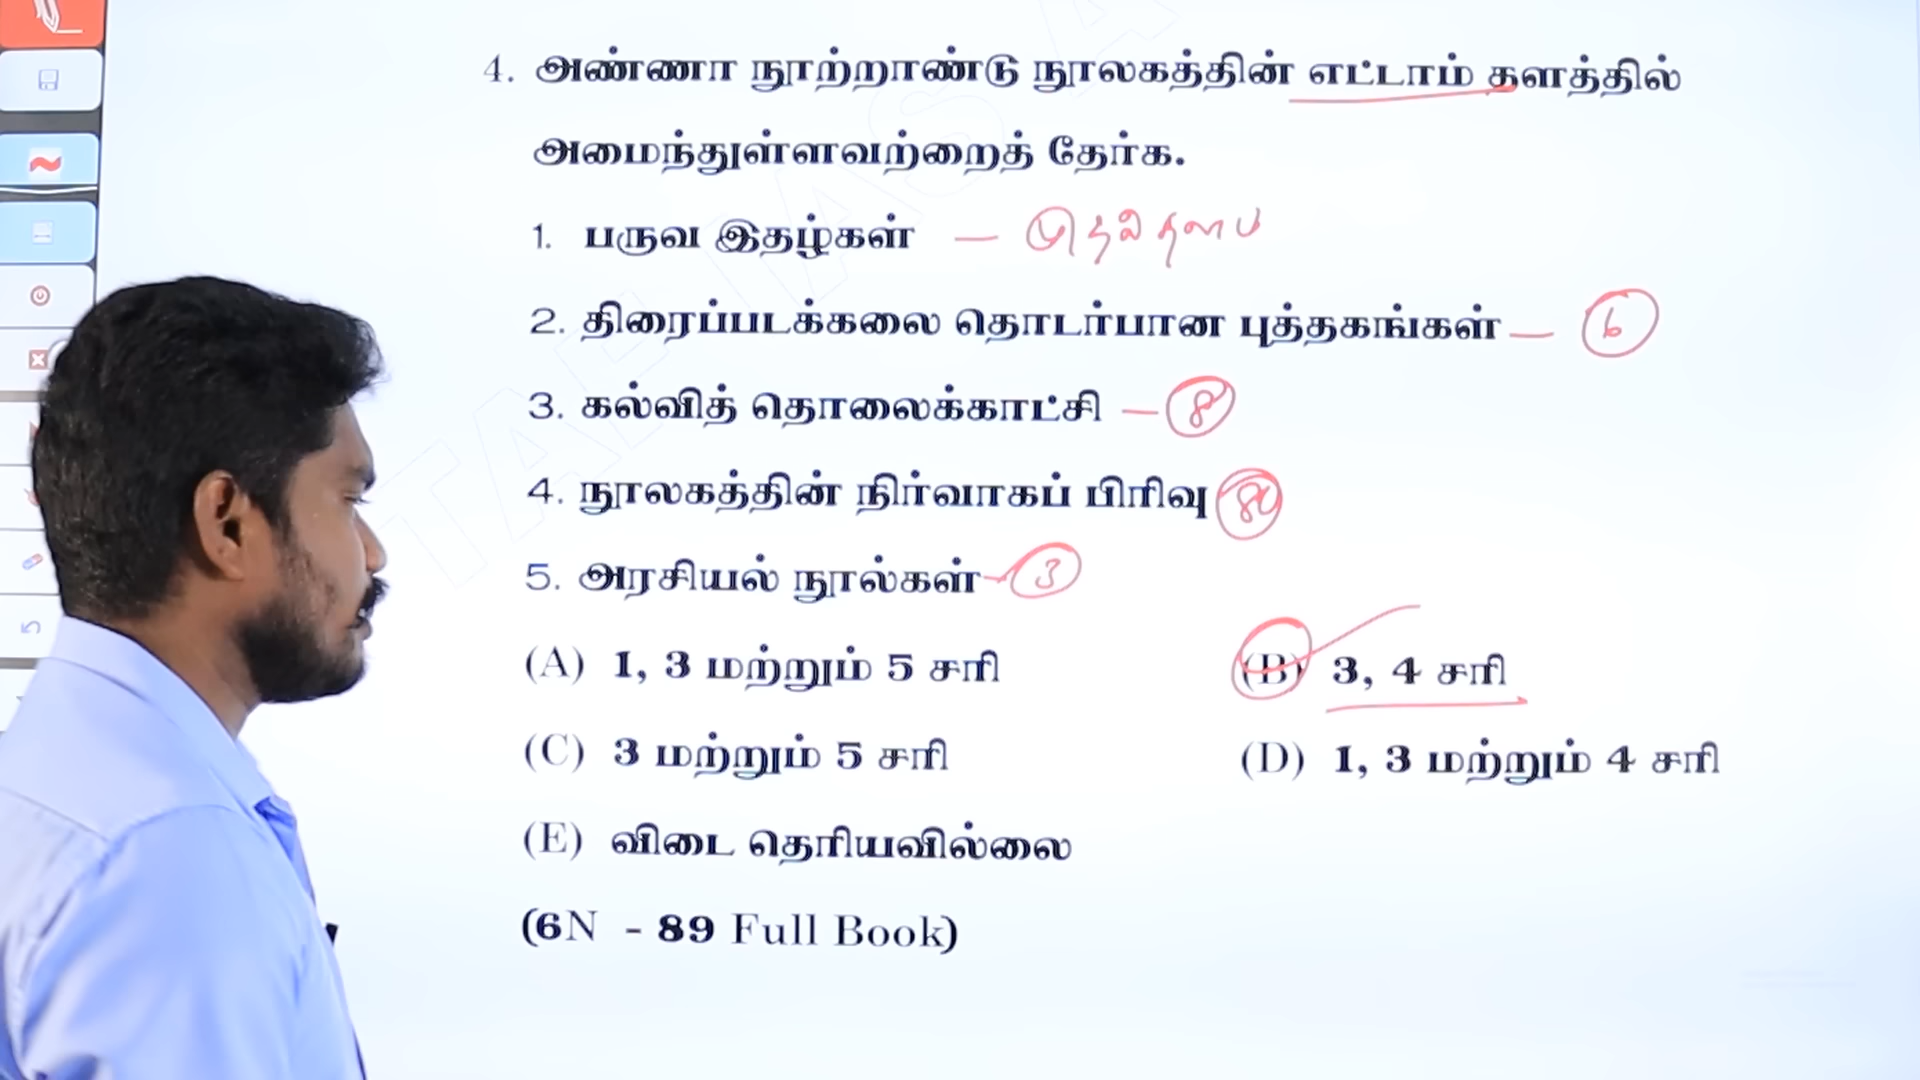 4. அண்ணா நூற்றாண்டு நூலகத்தின் எட்டாம் தளத்தில்
அமைந்துள்ளவற்றைத் தேர்க.
1. பருவ இதழ்கள் — முதல் தளம்
2. திரைப்படக்கலை தொடர்பான புத்தகங்கள் — 6
3. கல்வித் தொலைக்காட்சி — 8
4. நூலகத்தின் நிர்வாகப் பிரிவு 8
5. அரசியல் நூல்கள் - 3
(A) 1, 3 மற்றும் 5 சரி (B) 3, 4 சரி
(C) 3 மற்றும் 5 சரி (D) 1, 3 மற்றும் 4 சரி
(E) விடை தெரியவில்லை
(6N - 89 Full Book)